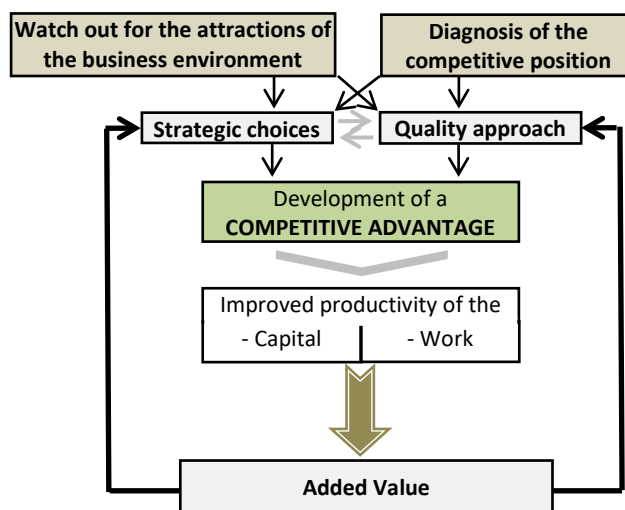 Watch out for the attractions of
the business environment
Diagnosis of the
competitive position
Strategic choices
Quality approach
Development of a
COMPETITIVE ADVANTAGE
Improved productivity of the
- Capital
- Work
Added Value